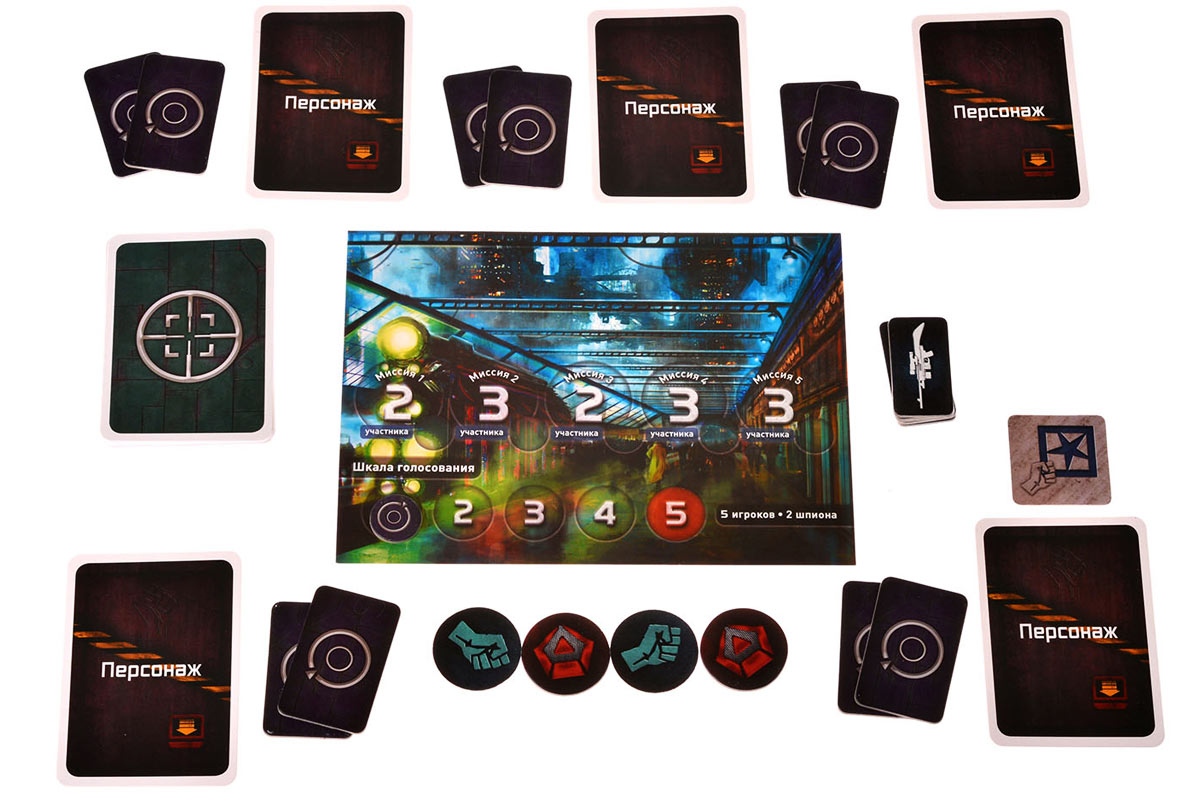 Персонаж
Персонаж
Персонаж
Миссия 1
Миссия 2
Миссия 3
Миссия 4
Миссия 5
2
3
2
3
3
участника
участника
участника
участника
участника
Шкала голосования
2
3
4
5
5 игроков • 2 шпиона
Персонаж
Персонаж